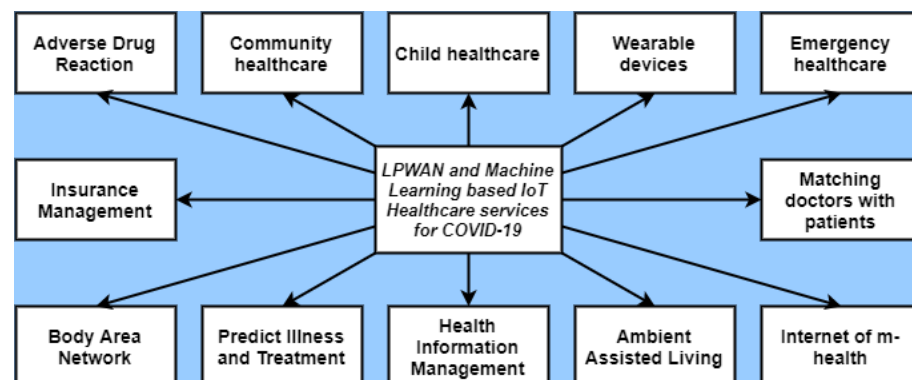 Adverse Drug
Reaction
Community
healthcare
Child healthcare
Wearable
devices
Emergency
healthcare
Insurance
Management
LPWAN and Machine
Learning based IoT
Healthcare services
for COVID-19
Matching
doctors with
patients
Body Area
Network
Predict Illness
and Treatment
Health
Information
Management
Ambient
Assisted Living
Internet of m-
health